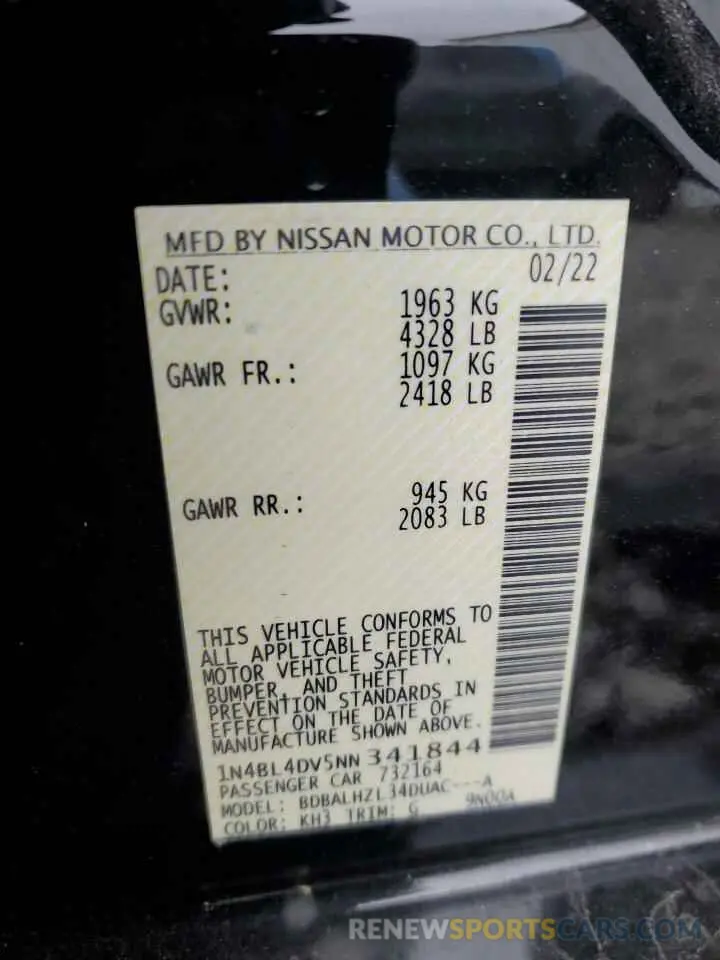 MFD BY NISSAN MOTOR CO., LTD.
DATE: 02/22
GVWR: 1963 KG
4328 LB
GAWR FR.: 1097 KG
2418 LB
GAWR RR.: 945 KG
2083 LB
THIS VEHICLE CONFORMS TO
ALL APPLICABLE FEDERAL
MOTOR VEHICLE SAFETY,
BUMPER, AND THEFT
PREVENTION STANDARDS IN
EFFECT ON THE DATE OF
MANUFACTURE SHOWN ABOVE.
1N4BL4DV5NN341844
PASSENGER CAR 732164
MODEL: BDBALHZL34DUAC---A
COLOR: KH3 TRIM: G 9N00A
RENEWSPORTSCARS.COM